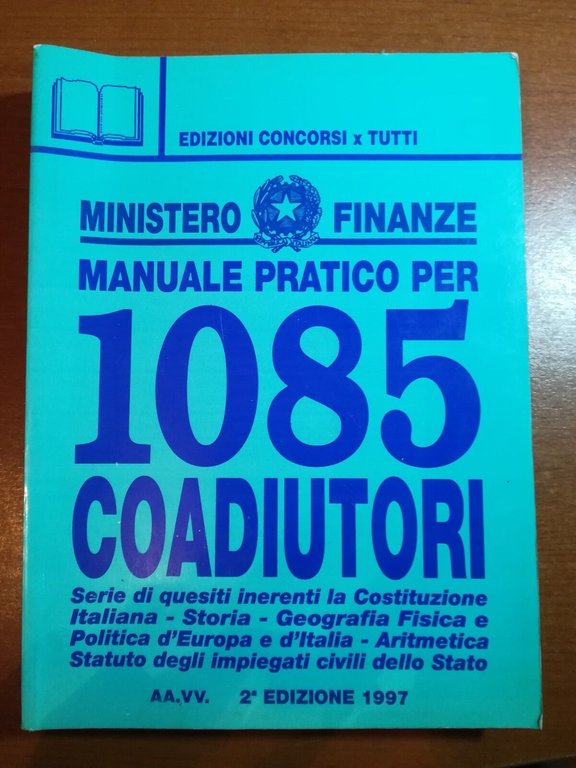 EDIZIONI CONCORSI x TUTTI
MINISTERO FINANZE
MANUALE PRATICO PER
1085
COADIUTORI
Serie di quesiti inerenti la Costituzione
Italiana - Storia - Geografia Fisica e
Politica d'Europa e d'Italia - Aritmetica
Statuto degli impiegati civili dello Stato
AA.VV. 2ª EDIZIONE 1997